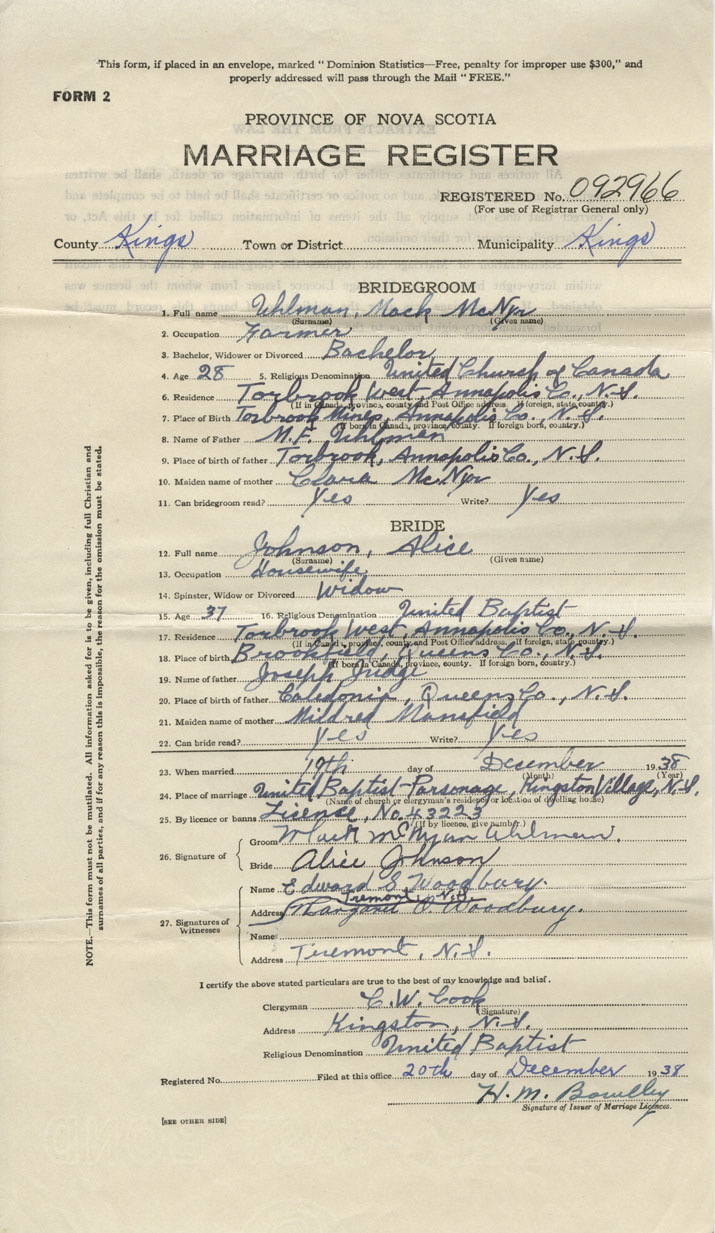 This form, if placed in an envelope, marked "Dominion Statistics—Free, penalty for improper use $300," and
properly addressed will pass through the Mail "FREE."
FORM 2
PROVINCE OF NOVA SCOTIA
MARRIAGE REGISTER
REGISTERED No. 092966
(For use of Registrar General only)
County Kings Town or District Municipality Kings
BRIDEGROOM
1. Full name Uhlman, Mack McNyr
(Surname) (Given name)
2. Occupation Farmer
3. Bachelor, Widower or Divorced Bachelor
4. Age 28 5. Religious Denomination United Church of Canada
6. Residence Torbrook West, Annapolis Co., N.S.
(If in Canada, province, county and Post Office address. If foreign, state, country.)
7. Place of Birth Torbrook Mines, Annapolis Co., N.S.
(If born in Canada, province, county. If foreign born, country.)
8. Name of Father M.F. Uhlman
9. Place of birth of father Torbrook, Annapolis Co., N.S.
10. Maiden name of mother Clara McNyr
11. Can bridegroom read? Yes Write? Yes
BRIDE
12. Full name Johnson, Alice
(Surname) (Given name)
13. Occupation Housewife
14. Spinster, Widow or Divorced Widow
15. Age 37 16. Religious Denomination United Baptist
17. Residence Torbrook West, Annapolis Co., N.S.
(If in Canada, province, county and Post Office address. If foreign, state, country.)
18. Place of birth Brookfield, Queens Co., N.S.
(If born in Canada, province, county. If foreign born, country.)
19. Name of father Joseph Judge
20. Place of birth of father Caledonia, Queens Co., N.S.
21. Maiden name of mother Mildred Mansfield
22. Can bride read? Yes Write? Yes
23. When married 19th day of December 1938
(Month) (Year)
24. Place of marriage United Baptist Parsonage, Kingston Village, N.S.
(Name of church or clergyman's residence or location of dwelling house)
25. By licence or banns Licence, No. 43223
(If by licence, give number)
26. Signature of
Groom Mack Uhlman.
Bride Alice Johnson
27. Signatures of Witnesses
Name Edward S. Woodbury.
Tremont, N.S.
Address Margaret O. Woodbury.
Name
Address Tremont, N.S.
I certify the above stated particulars are true to the best of my knowledge and belief.
Clergyman C.W. Cook
(Signature)
Address Kingston, N.S.
Religious Denomination United Baptist
Registered No. Filed at this office 20th day of December 1938
H.M. Bowlby
Signature of Issuer of Marriage Licences.
[SEE OTHER SIDE]
NOTE.—This form must not be mutilated. All information asked for is to be given, including full Christian and
surnames of all parties, and if for any reason this is impossible, the reason for the omission must be stated.